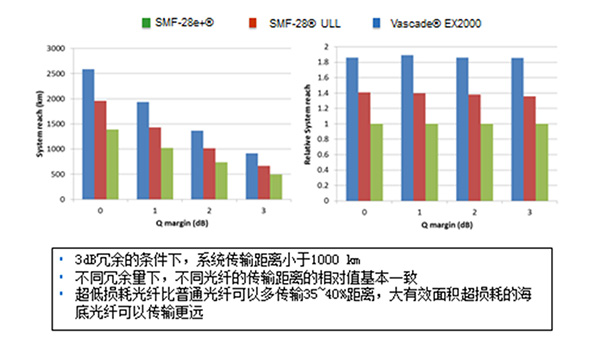 SMF-28e+® SMF-28® ULL Vascade® EX2000
System reach (km)
3000
2500
2000
1500
1000
500
0
0 1 2 3
Q margin (dB)
Relative System reach
2
1.8
1.6
1.4
1.2
1
0.8
0.6
0.4
0.2
0
0 1 2 3
Q margin (dB)
• 3dB冗余的条件下，系统传输距离小于1000 km
• 不同冗余量下，不同光纤的传输距离的相对值基本一致
• 超低损耗光纤比普通光纤可以多传输35~40%距离，大有效面积超损耗的海
底光纤可以传输更远